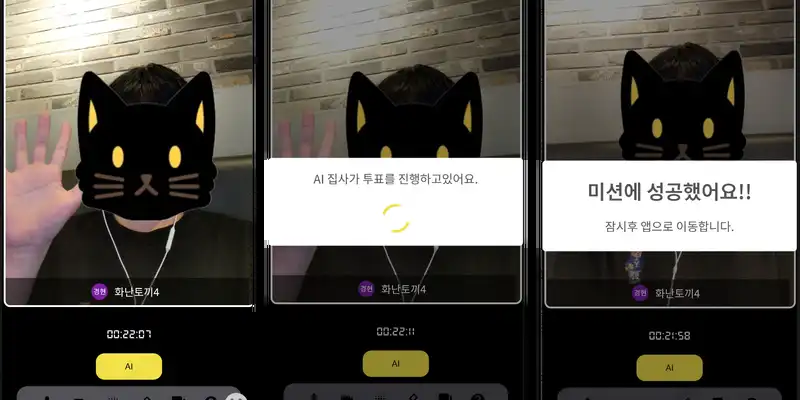 경현 화난토끼4
00:22:07
AI
AI 집사가 투표를 진행하고있어요.
경현 화난토끼4
00:22:11
AI
미션에 성공했어요!!
잠시후 앱으로 이동합니다.
경현 화난토끼4
00:21:58
AI